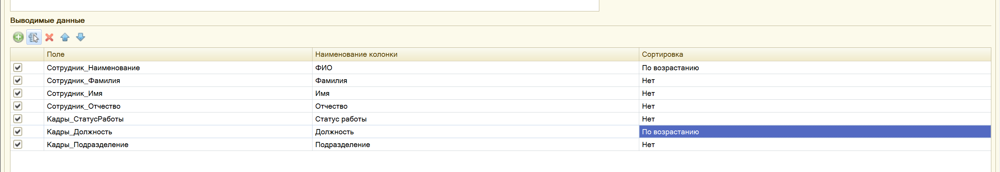 Выводимые данные
Поле Наименование колонки Сортировка
Сотрудник_Наименование ФИО По возрастанию
Сотрудник_Фамилия Фамилия Нет
Сотрудник_Имя Имя Нет
Сотрудник_Отчество Отчество Нет
Кадры_СтатусРаботы Статус работы Нет
Кадры_Должность Должность По возрастанию
Кадры_Подразделение Подразделение Нет